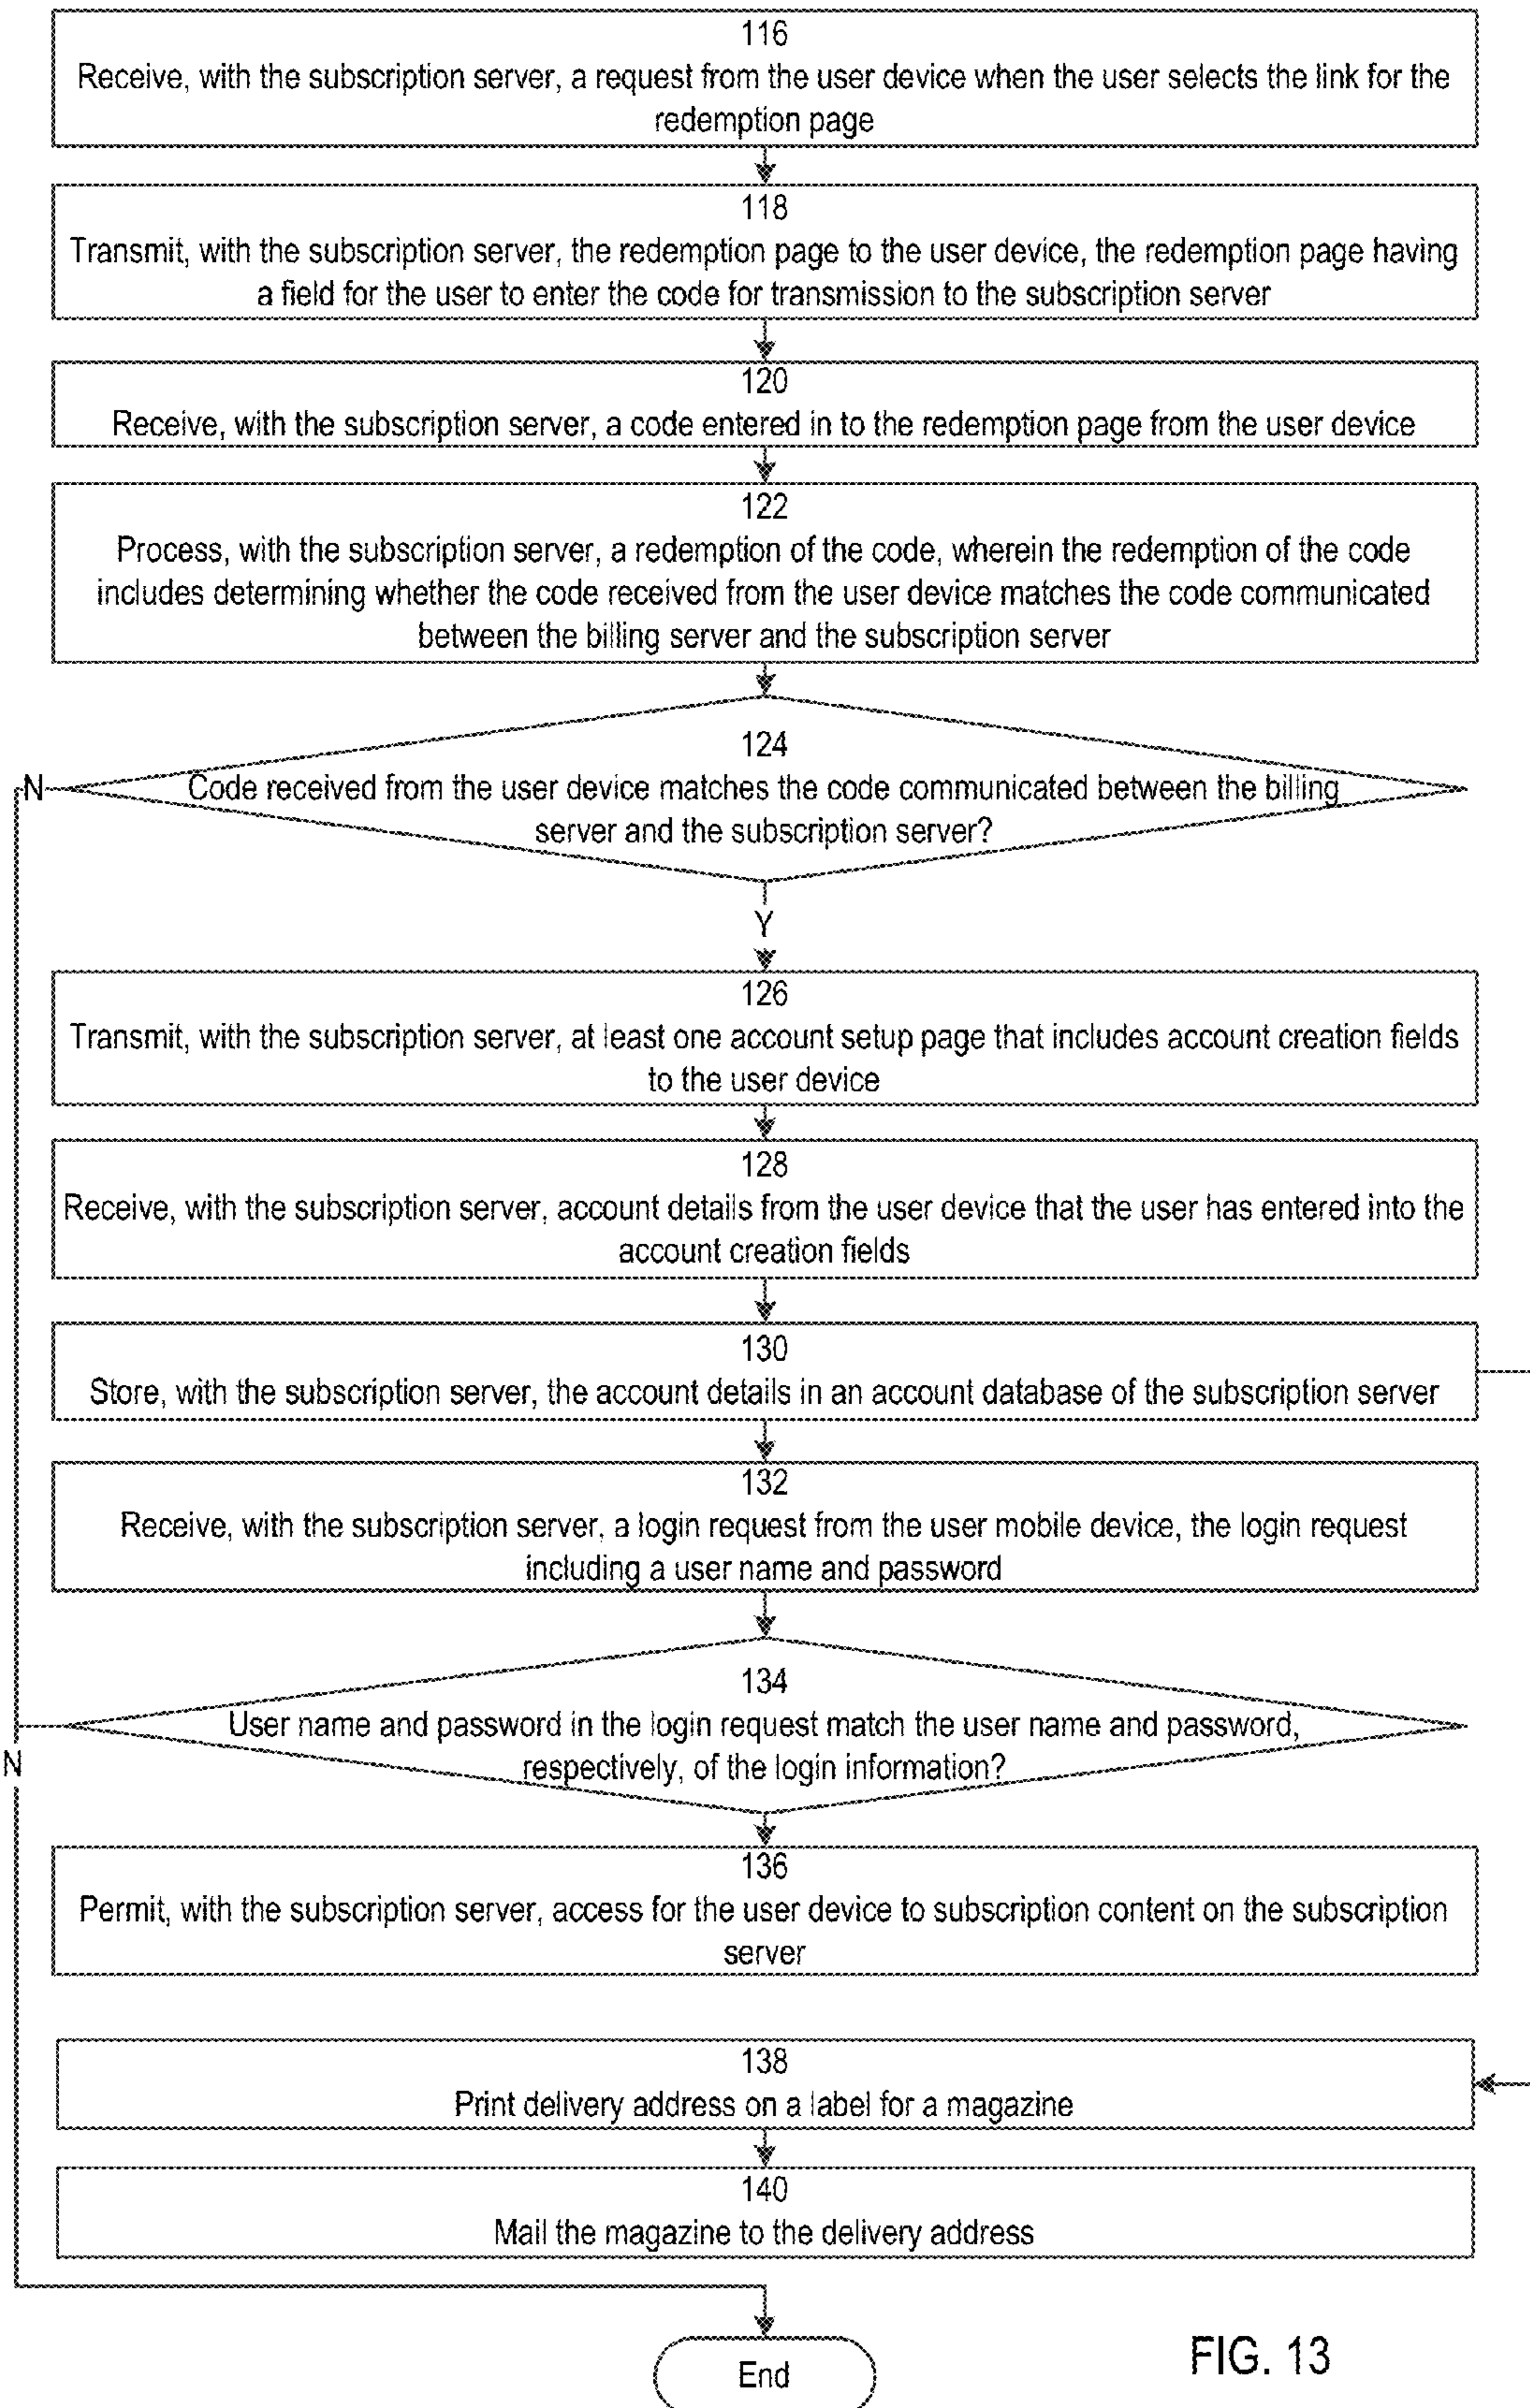 116
Receive, with the subscription server, a request from the user device when the user selects the link for the
redemption page
118
Transmit, with the subscription server, the redemption page to the user device, the redemption page having
a field for the user to enter the code for transmission to the subscription server
120
Receive, with the subscription server, a code entered in to the redemption page from the user device
122
Process, with the subscription server, a redemption of the code, wherein the redemption of the code
includes determining whether the code received from the user device matches the code communicated
between the billing server and the subscription server
124
N
Code received from the user device matches the code communicated between the billing
server and the subscription server?
Y
126
Transmit, with the subscription server, at least one account setup page that includes account creation fields
to the user device
128
Receive, with the subscription server, account details from the user device that the user has entered into the
account creation fields
130
Store, with the subscription server, the account details in an account database of the subscription server
132
Receive, with the subscription server, a login request from the user mobile device, the login request
including a user name and password
134
User name and password in the login request match the user name and password,
respectively, of the login information?
N
136
Permit, with the subscription server, access for the user device to subscription content on the subscription
server
138
Print delivery address on a label for a magazine
140
Mail the magazine to the delivery address
End
FIG. 13